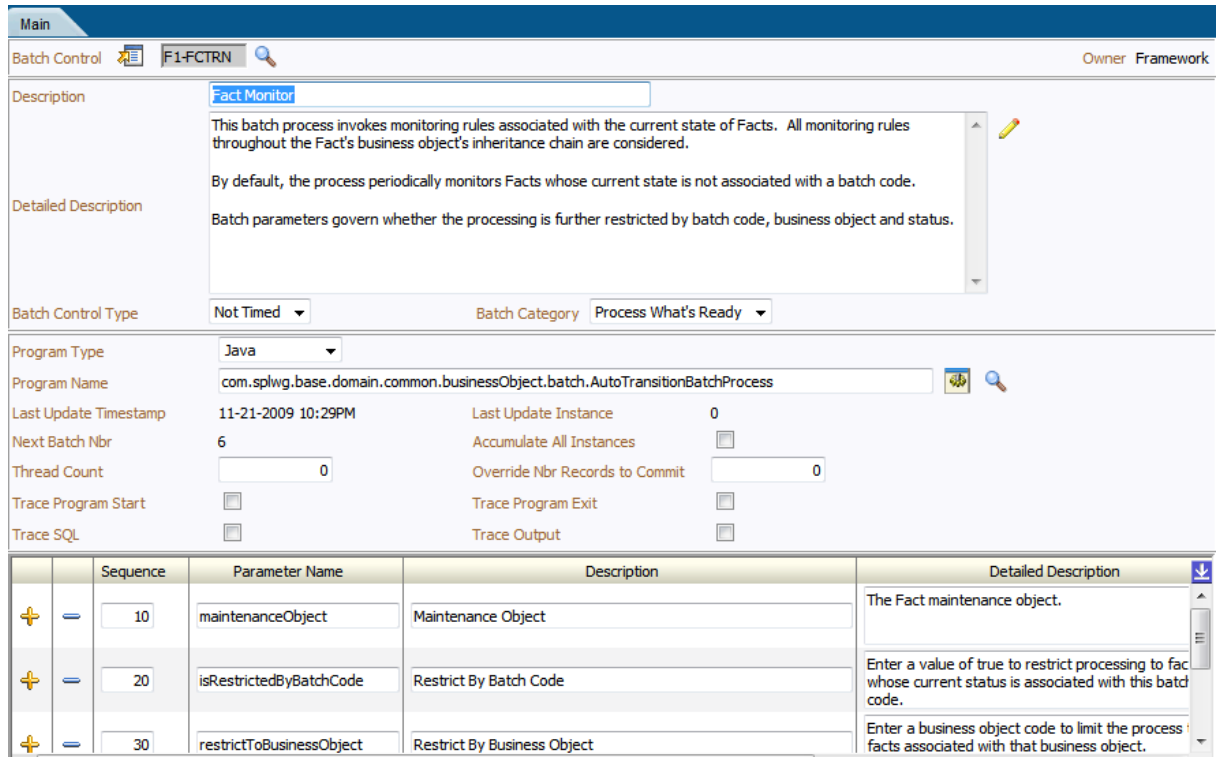 Main
Batch Control F1-FCTRN Owner Framework
Description Fact Monitor
This batch process invokes monitoring rules associated with the current state of Facts.  All monitoring rules
throughout the Fact's business object's inheritance chain are considered.
By default, the process periodically monitors Facts whose current state is not associated with a batch code.
Detailed Description
Batch parameters govern whether the processing is further restricted by batch code, business object and status.
Batch Control Type Not Timed Batch Category Process What's Ready
Program Type Java
Program Name com.splwg.base.domain.common.businessObject.batch.AutoTransitionBatchProcess
Last Update Timestamp 11-21-2009 10:29PM Last Update Instance 0
Next Batch Nbr 6 Accumulate All Instances
Thread Count 0 Override Nbr Records to Commit 0
Trace Program Start Trace Program Exit
Trace SQL Trace Output
Sequence Parameter Name Description Detailed Description
10 maintenanceObject Maintenance Object The Fact maintenance object.
20 isRestrictedByBatchCode Restrict By Batch Code Enter a value of true to restrict processing to fac
whose current status is associated with this batch
code.
30 restrictToBusinessObject Restrict By Business Object Enter a business object code to limit the process
facts associated with that business object.